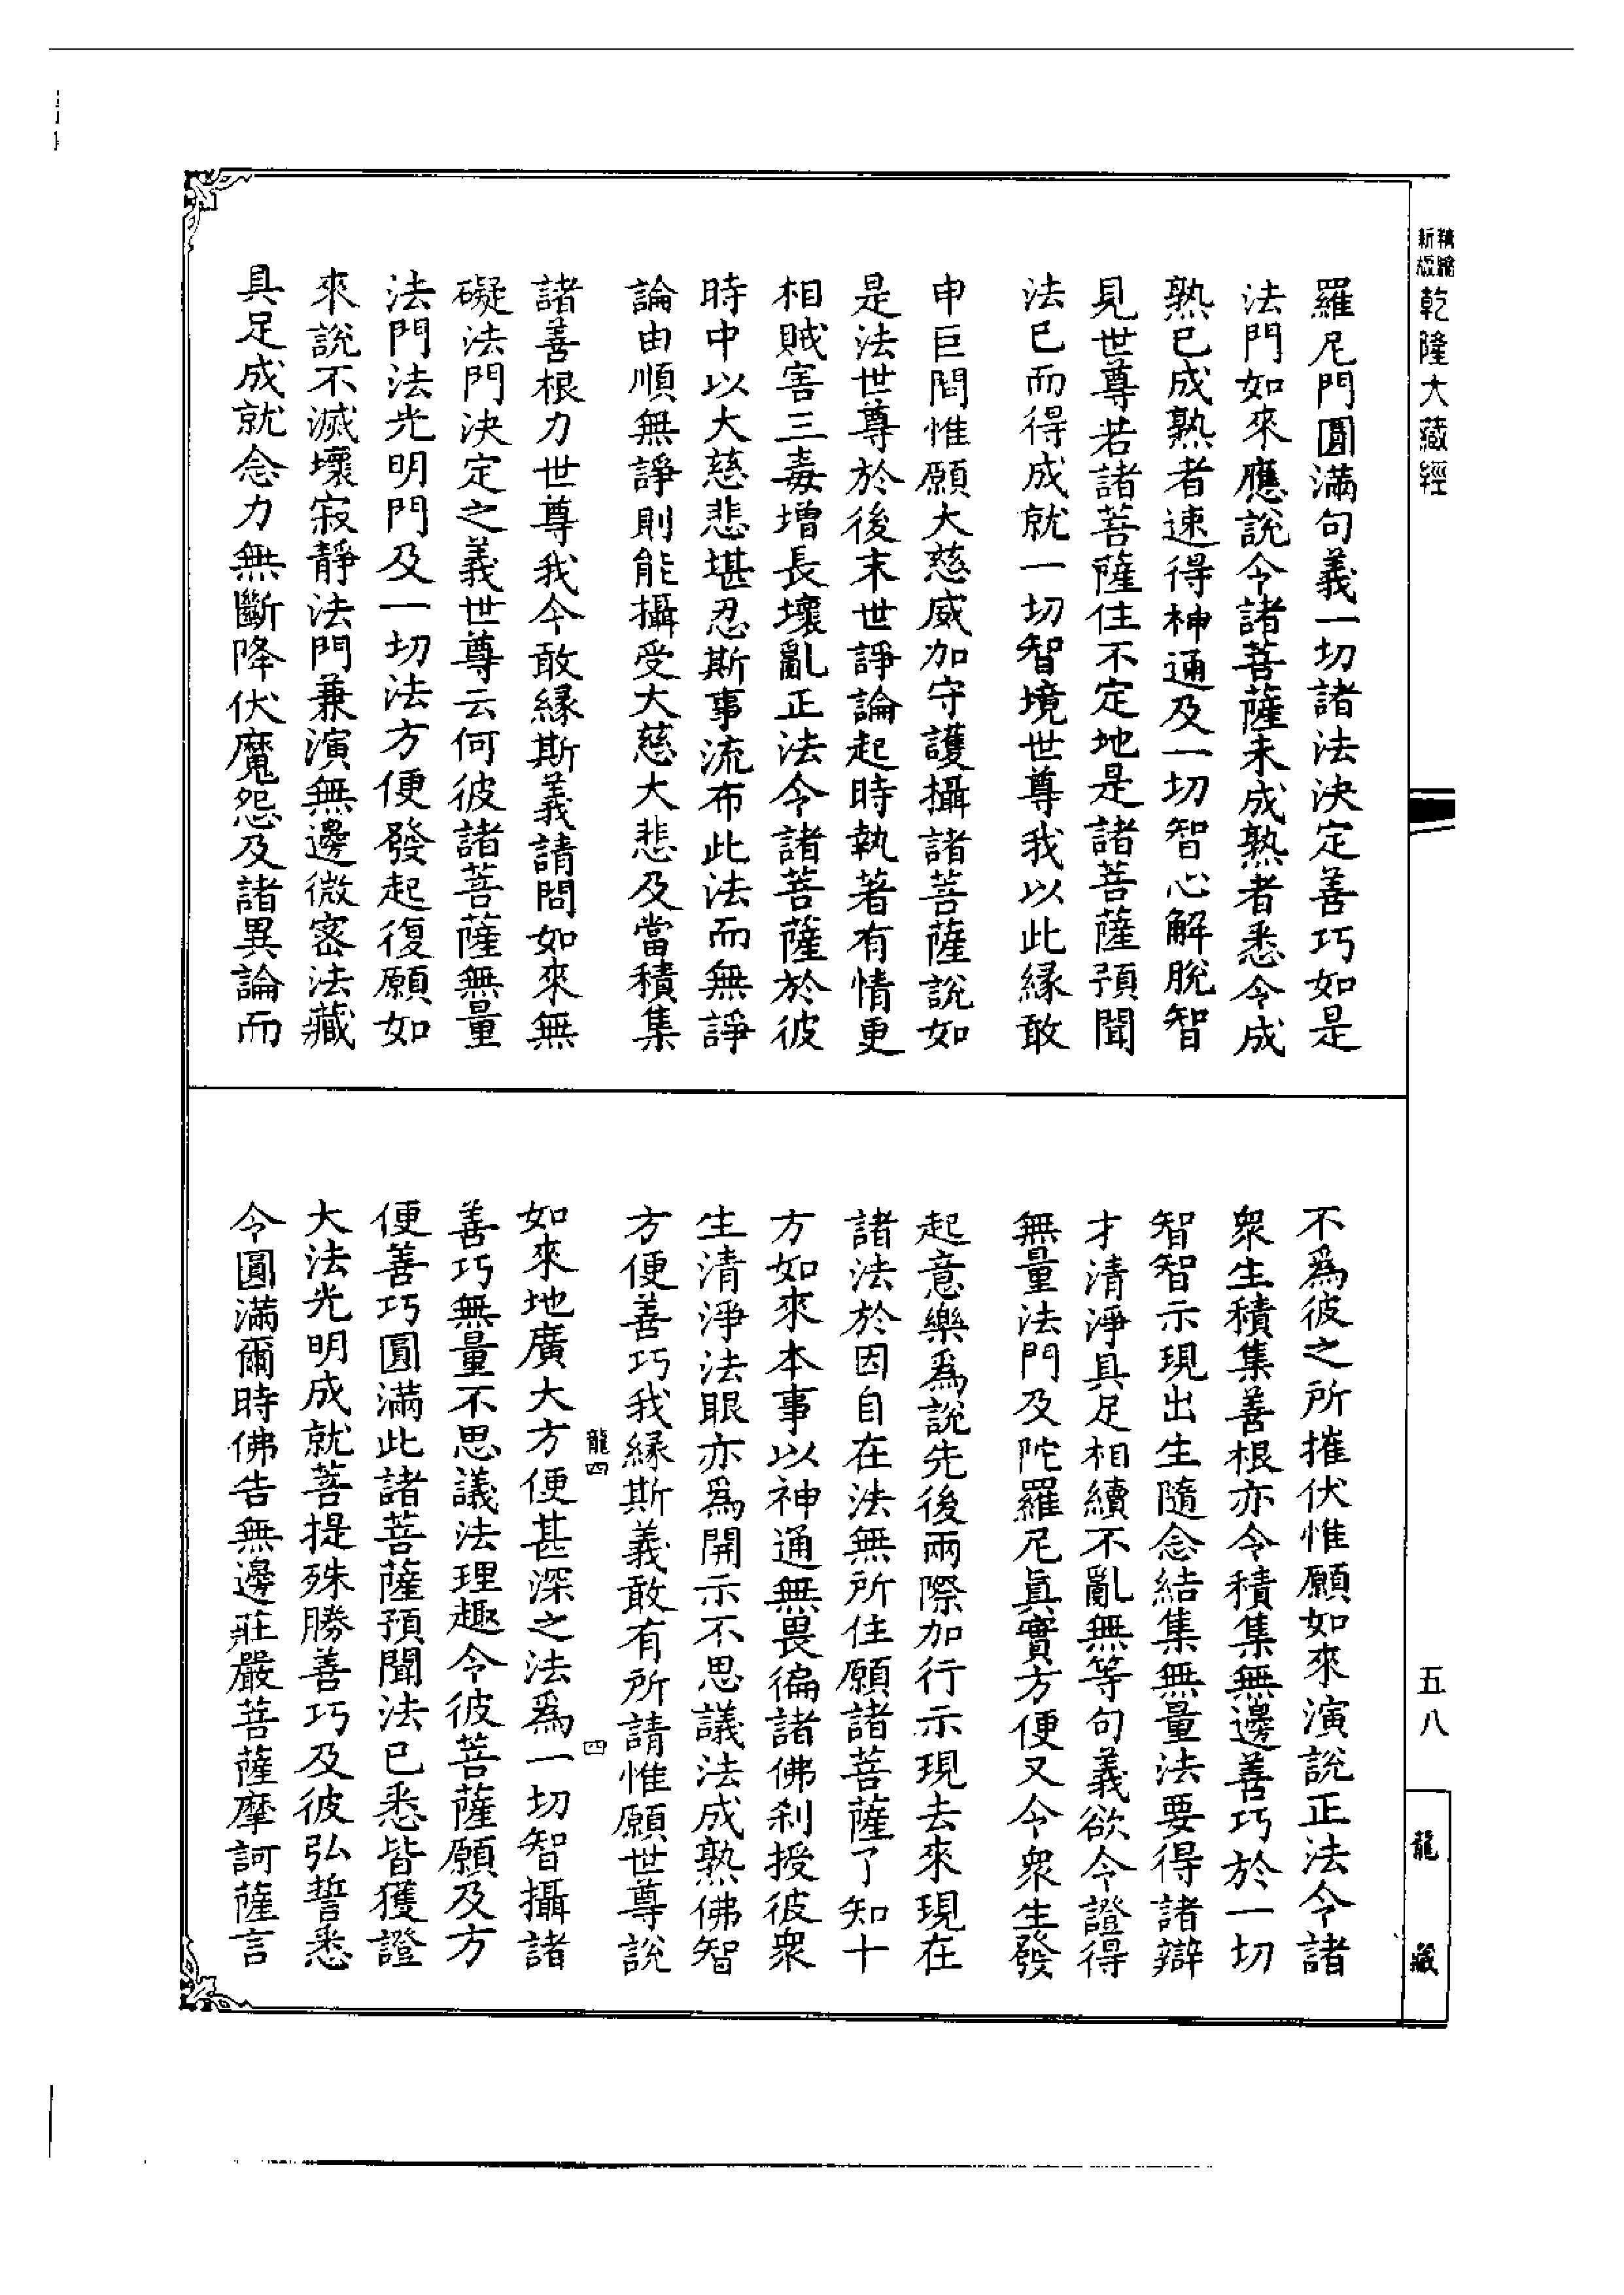 新版精縮
乾隆大藏經
羅尼門圓滿句義一切諸法決定善巧如是
法門如來應說令諸菩薩未成熟者悉令成
熟已成熟者速得神通及一切智心解脫智
見世尊若諸菩薩住不定地是諸菩薩預聞
法已而得成就一切智境世尊我以此緣敢
申巨閏惟願大慈威加守護攝諸菩薩說如
是法世尊於後末世諍論起時執著有情更
相賊害三毒增長壞亂正法令諸菩薩於彼
時中以大慈悲堪忍斯事流布此法而無諍
論由順無諍則能攝受大慈大悲及當積集
諸善根力世尊我今敢緣斯義請問如來無
礙法門決定之義世尊云何彼諸菩薩無量
法門法光明門及一切法方便發起復願如
來說不滅壞寂靜法門兼演無邊微密法藏
具足成就念力無斷降伏魔怨及諸異論而
不爲彼之所摧伏惟願如來演說正法令諸
衆生積集善根亦令積集無邊善巧於一切
智智示現出生隨念結集無量法要得諸辯
才清淨具足相續不亂無等句義欲令證得
無量法門及陀羅尼眞實方便又令衆生發
起意樂爲說先後兩際加行示現去來現在
諸法於因自在法無所住願諸菩薩了知十
方如來本事以神通無畏徧諸佛刹授彼衆
生清淨法眼亦爲開示不思議法成熟佛智
方便善巧我緣斯義敢有所請惟願世尊說
龍四 四
如來地廣大方便甚深之法爲一切智攝諸
善巧無量不思議法理趣令彼菩薩願及方
便善巧圓滿此諸菩薩預聞法已悉皆獲證
大法光明成就菩提殊勝善巧及彼弘誓悉
令圓滿爾時佛告無邊莊嚴菩薩摩訶薩言
五八
龍藏